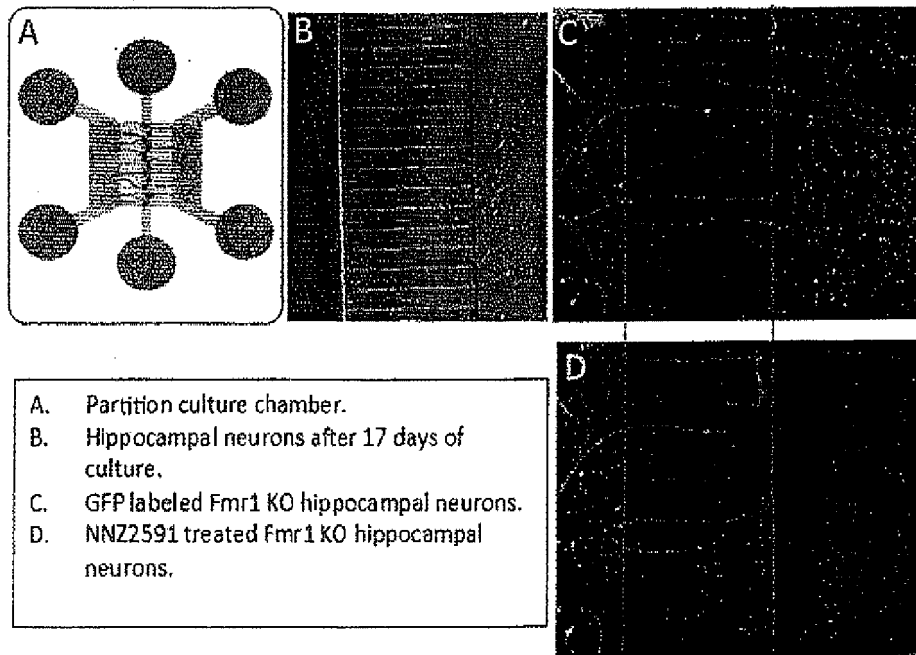 A
B
C
D
A. Partition culture chamber.
B. Hippocampal neurons after 17 days of
culture.
C. GFP labeled Fmr1 KO hippocampal neurons.
D. NNZ2591 treated Fmr1 KO hippocampal
neurons.